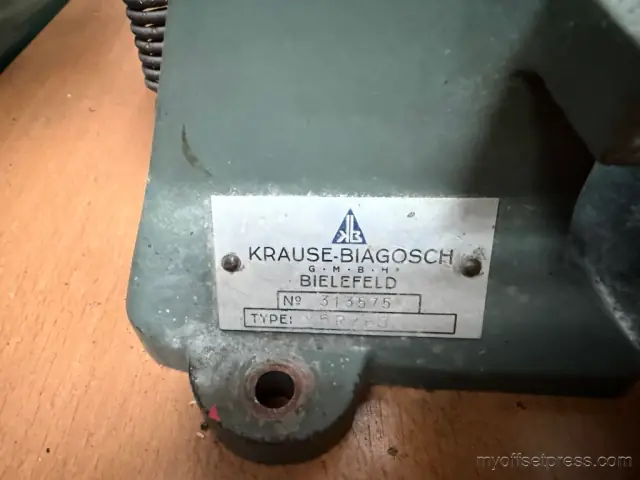 KB
KRAUSE-BIAGOSCH
G·M·B·H
BIELEFELD
Nº 313575
TYPE:
myoffsetpress.com